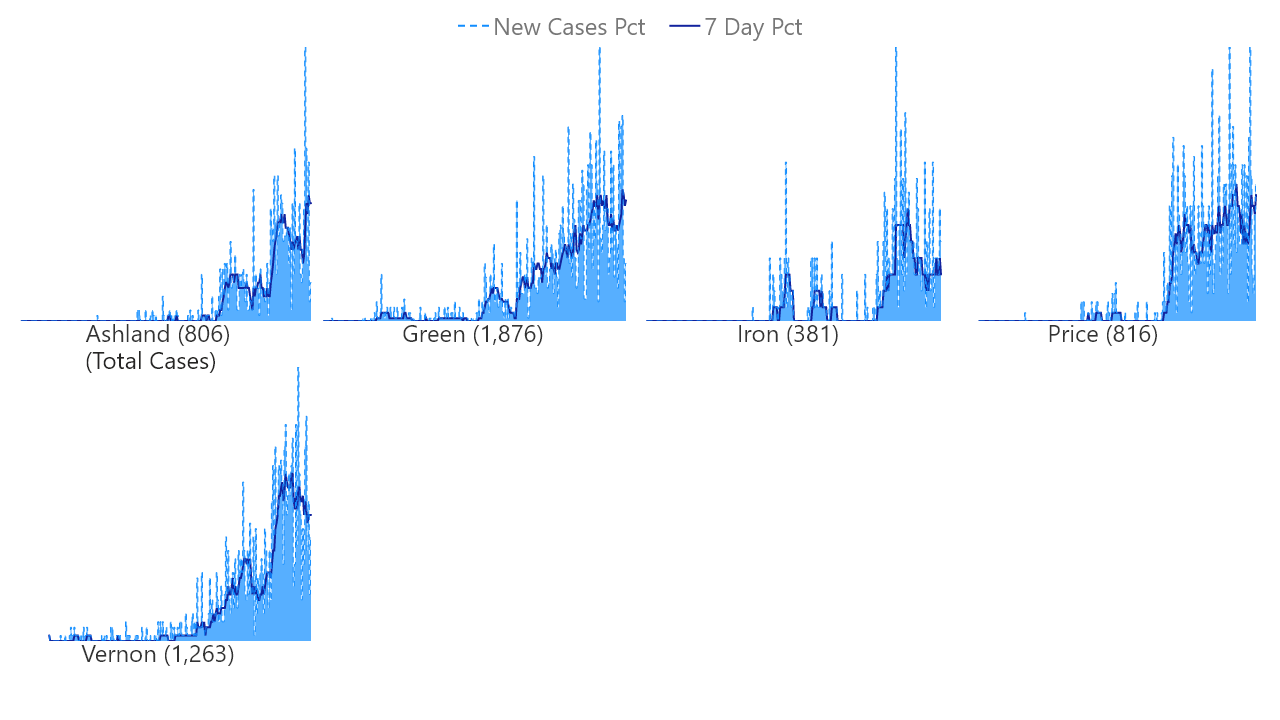 New Cases Pct 7 Day Pct
Ashland (806)
(Total Cases)
Green (1,876)
Iron (381)
Price (816)
Vernon (1,263)